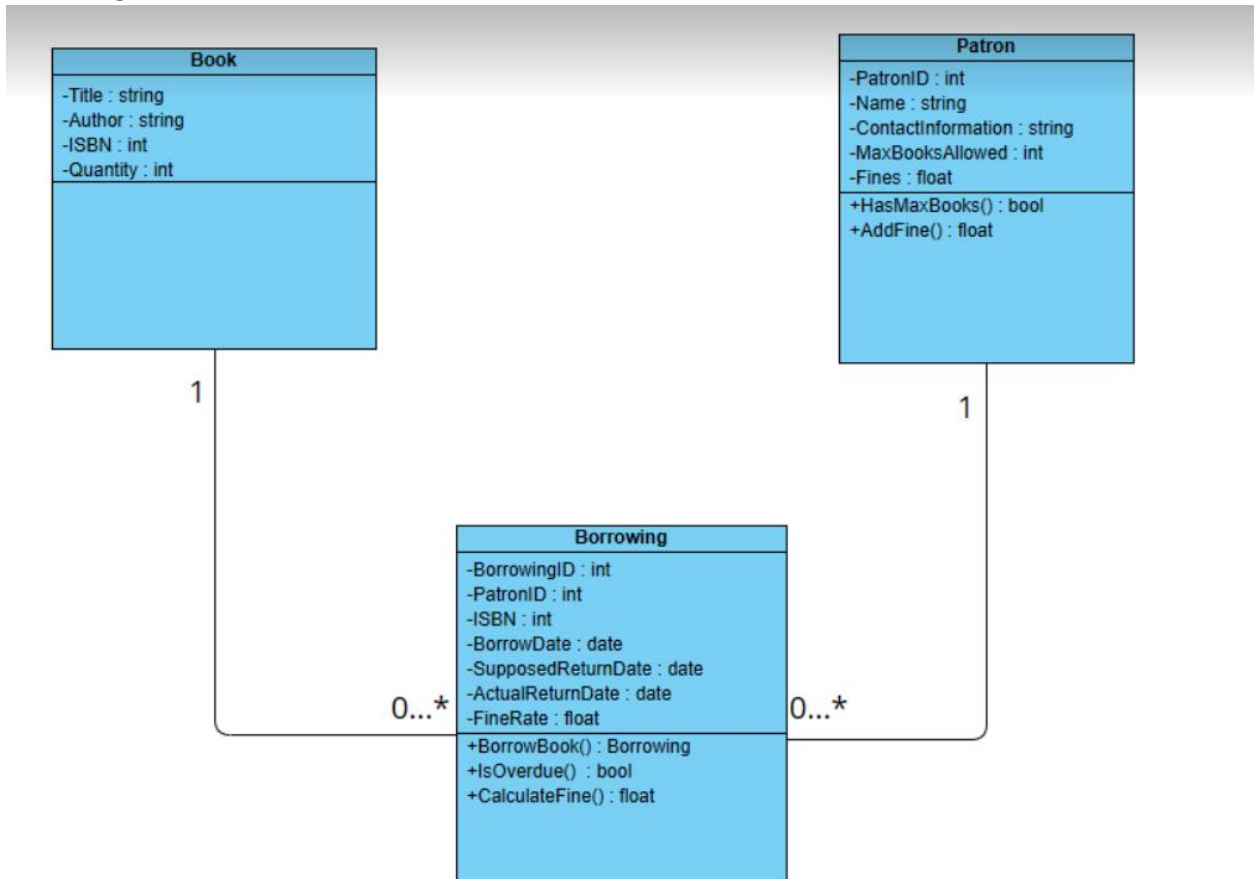 Book
-Title : string
-Author : string
-ISBN : int
-Quantity : int
Patron
-PatronID : int
-Name : string
-ContactInformation : string
-MaxBooksAllowed : int
-Fines : float
+HasMaxBooks() : bool
+AddFine() : float
1
1
Borrowing
-BorrowingID : int
-PatronID : int
-ISBN : int
-BorrowDate : date
-SupposedReturnDate : date
-ActualReturnDate : date
-FineRate : float
+BorrowBook() : Borrowing
+IsOverdue() : bool
+CalculateFine() : float
0...*
0...*